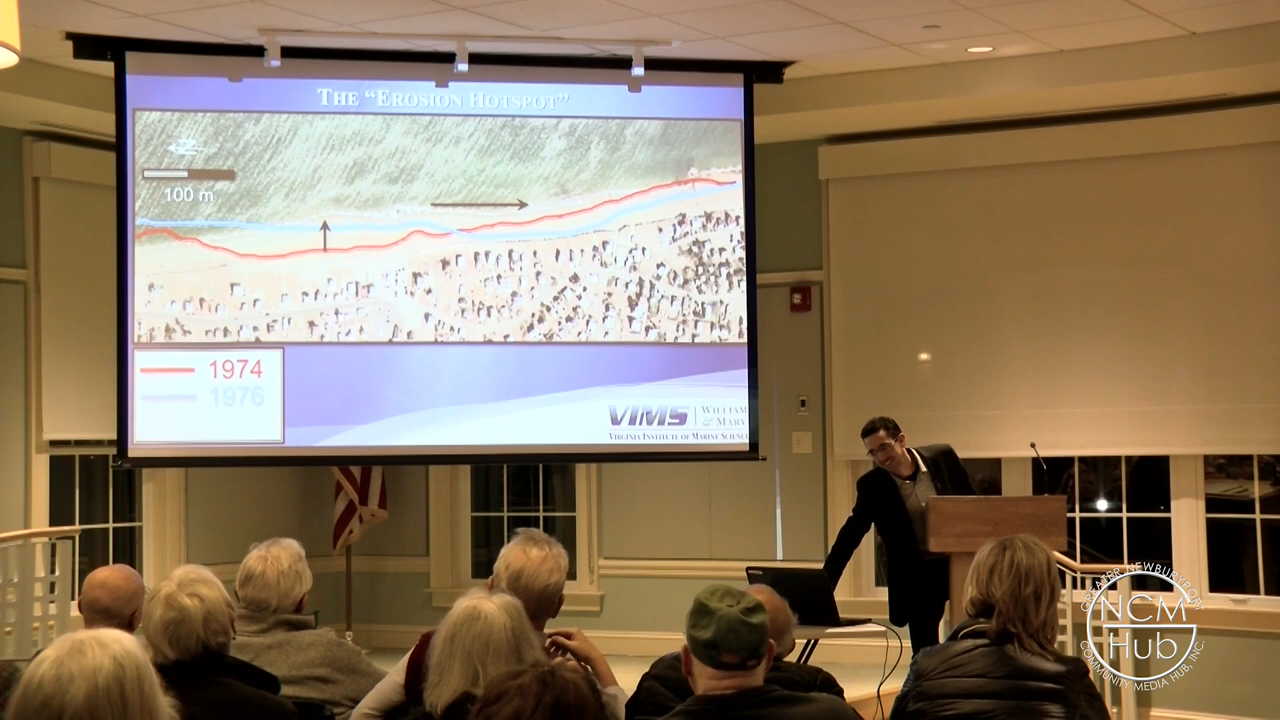 THE "EROSION HOTSPOT"
100 m
1974
1976
VIMS
WILLIAM
& MARY
VIRGINIA INSTITUTE OF MARINE SCIENC
GREATER NEWBURYPORT
NCM
Hub
COMMUNITY MEDIA HUB, INC.